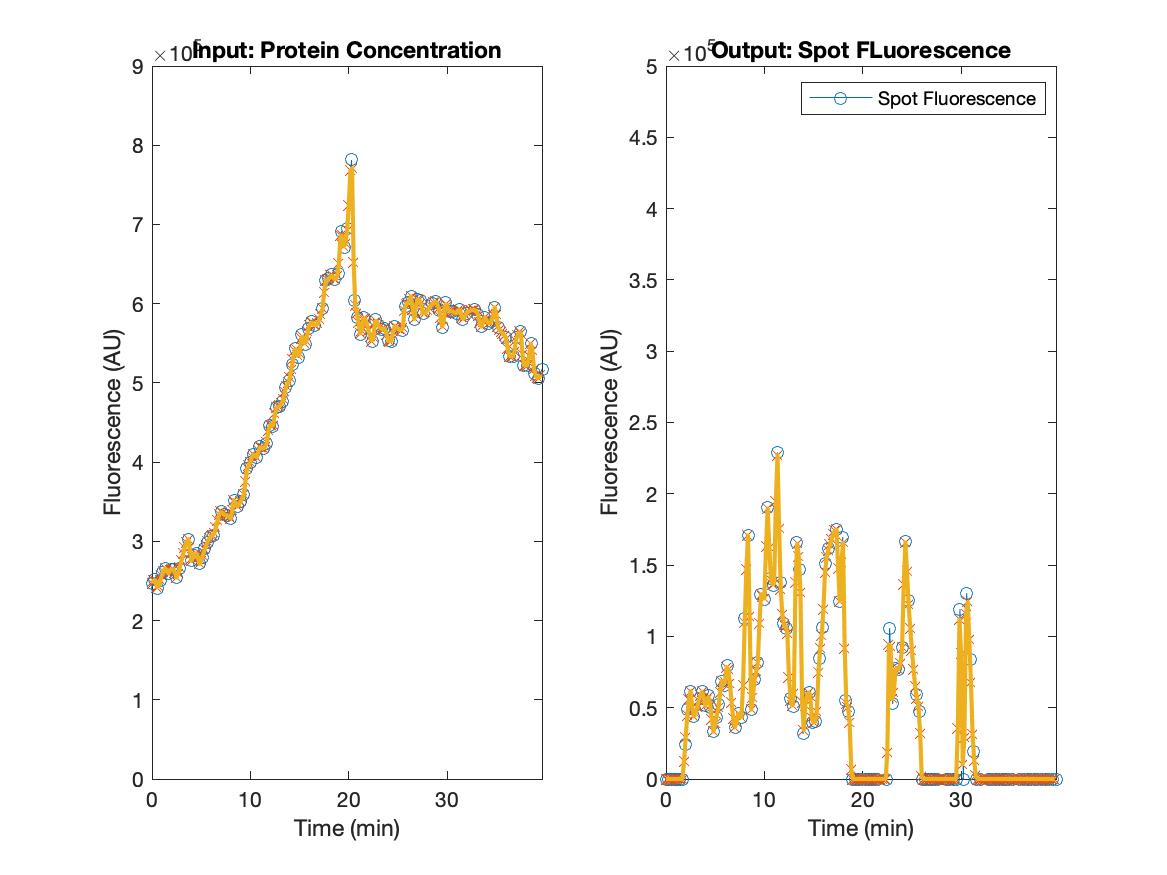 ×10⁵
Input: Protein Concentration
9
8
7
6
5
4
3
2
1
0
Fluorescence (AU)
0 10 20 30
Time (min)
×10⁵
Output: Spot FLuorescence
Spot Fluorescence
5
4.5
4
3.5
3
2.5
2
1.5
1
0.5
0
Fluorescence (AU)
0 10 20 30
Time (min)